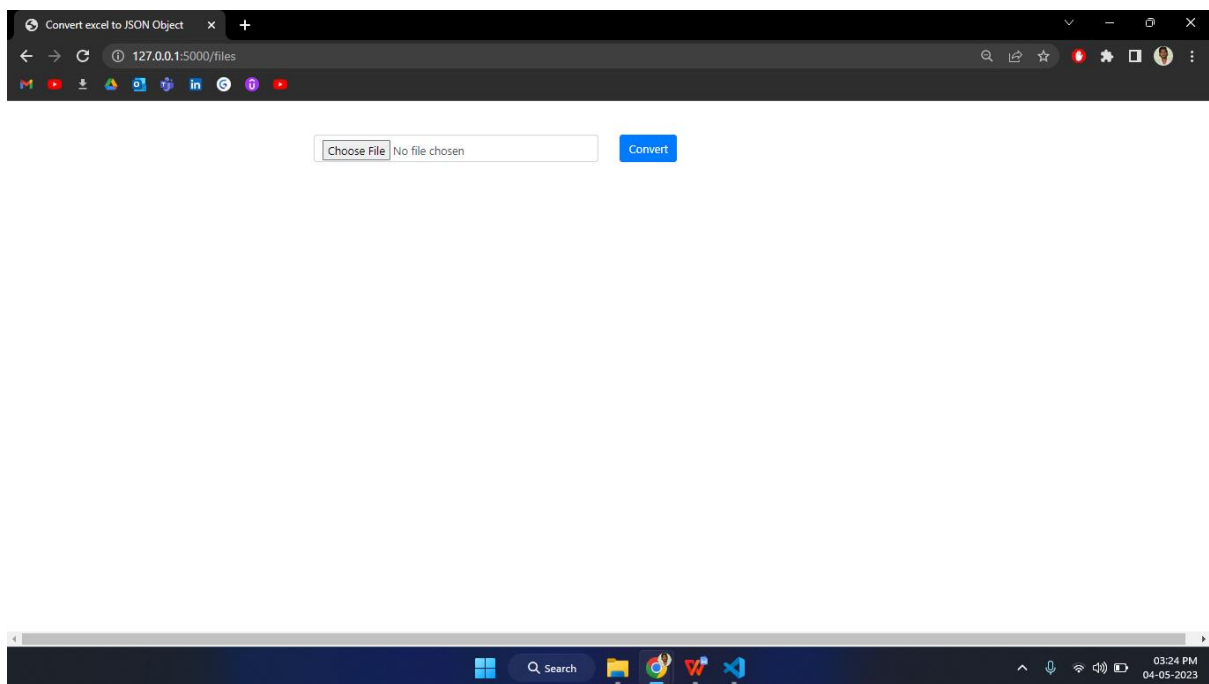 Convert excel to JSON Object
127.0.0.1:5000/files
Choose File No file chosen
Convert
Search
03:24 PM
04-05-2023